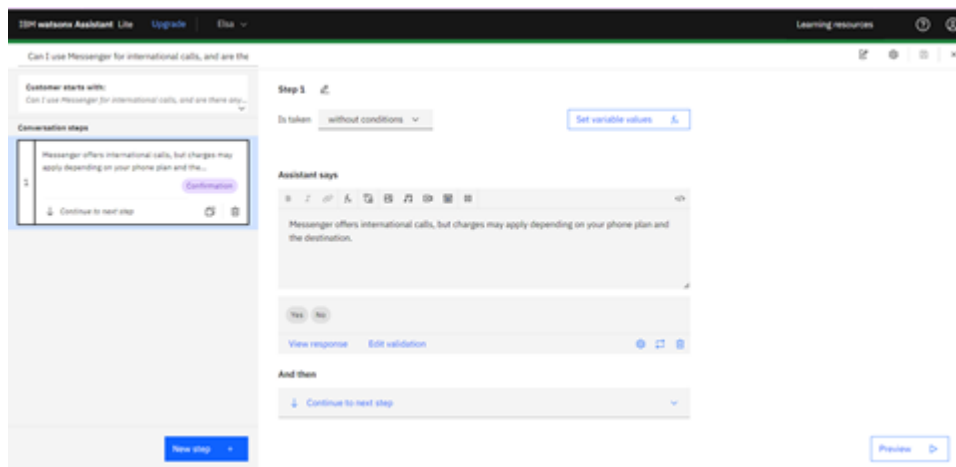 IBM watsonx Assistant Lite Upgrade Elsa Learning resources
Can I use Messenger for international calls, and are the
Customer starts with:
Can I use Messenger for international calls, and are there any...
Conversation steps
1
Messenger offers international calls, but charges may
apply depending on your phone plan and the...
Confirmation
Continue to next step
New step +
Step 1
Is taken without conditions
Set variable values fx
Assistant says
B I
Messenger offers international calls, but charges may apply depending on your phone plan and
the destination.
Yes No
View response Edit validation
And then
Continue to next step
Preview